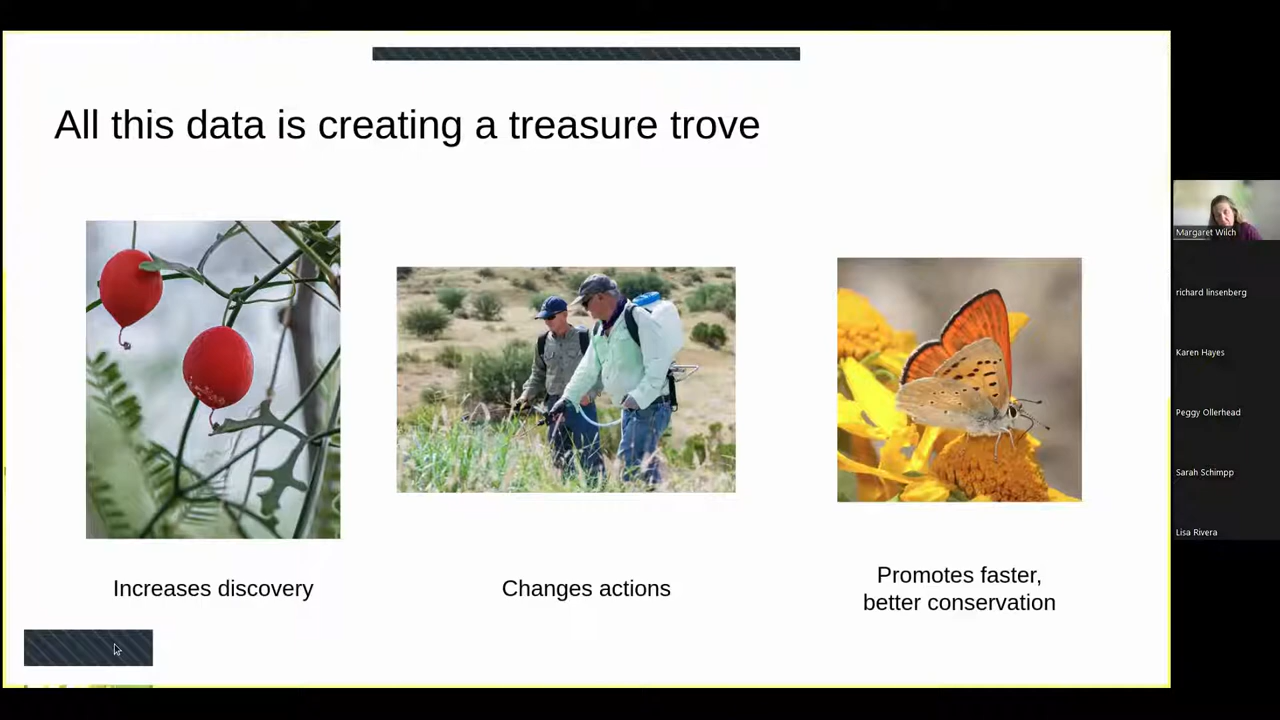 All this data is creating a treasure trove
Increases discovery
Changes actions
Promotes faster,
better conservation
Margaret Wilch
richard linsenberg
Karen Hayes
Peggy Ollerhead
Sarah Schimpp
Lisa Rivera